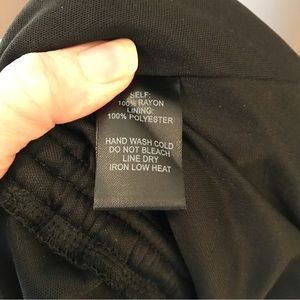 SELF:
100% RAYON
LINING:
100% POLYESTER
HAND WASH COLD
DO NOT BLEACH
LINE DRY
IRON LOW HEAT